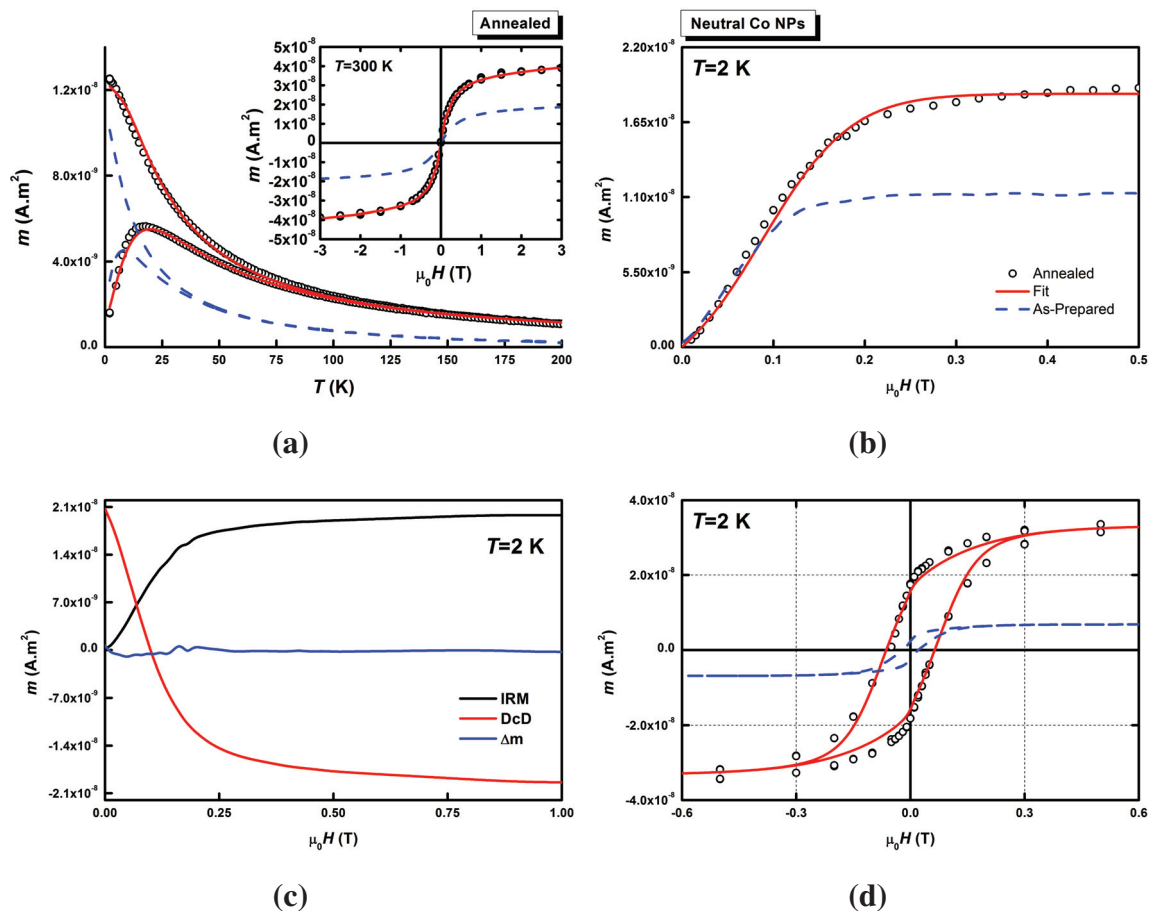 Annealed
Neutral Co NPs
1.2x10⁻⁸
8.0x10⁻⁹
4.0x10⁻⁹
0.0
m (A.m²)
0 25 50 75 100 125 150 175 200
T (K)
T=300 K
5x10⁻⁸
4x10⁻⁸
3x10⁻⁸
2x10⁻⁸
1x10⁻⁸
0
-1x10⁻⁸
-2x10⁻⁸
-3x10⁻⁸
-4x10⁻⁸
-5x10⁻⁸
m (A.m²)
-3 -2 -1 0 1 2 3
μ₀H (T)
(a)
T=2 K
2.20x10⁻⁸
1.65x10⁻⁸
1.10x10⁻⁸
5.50x10⁻⁹
0.00
m (A.m²)
Annealed
Fit
As-Prepared
0.0 0.1 0.2 0.3 0.4 0.5
μ₀H (T)
(b)
2.1x10⁻⁸
1.4x10⁻⁸
7.0x10⁻⁹
0.0
-7.0x10⁻⁹
-1.4x10⁻⁸
-2.1x10⁻⁸
m (A.m²)
T=2 K
IRM
DcD
Δm
0.00 0.25 0.50 0.75 1.00
μ₀H (T)
(c)
T=2 K
4.0x10⁻⁸
2.0x10⁻⁸
0.0
-2.0x10⁻⁸
-4.0x10⁻⁸
m (A.m²)
-0.6 -0.3 0.0 0.3 0.6
μ₀H (T)
(d)